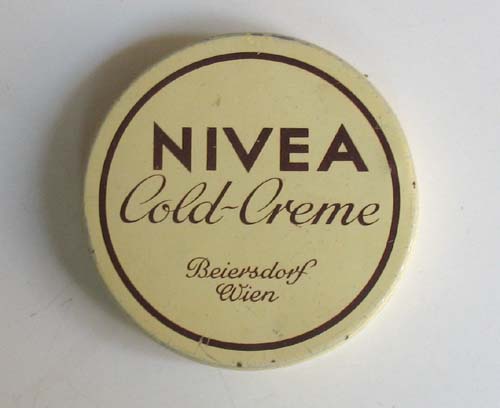 NIVEA
Cold-Creme
Beiersdorf
Wien